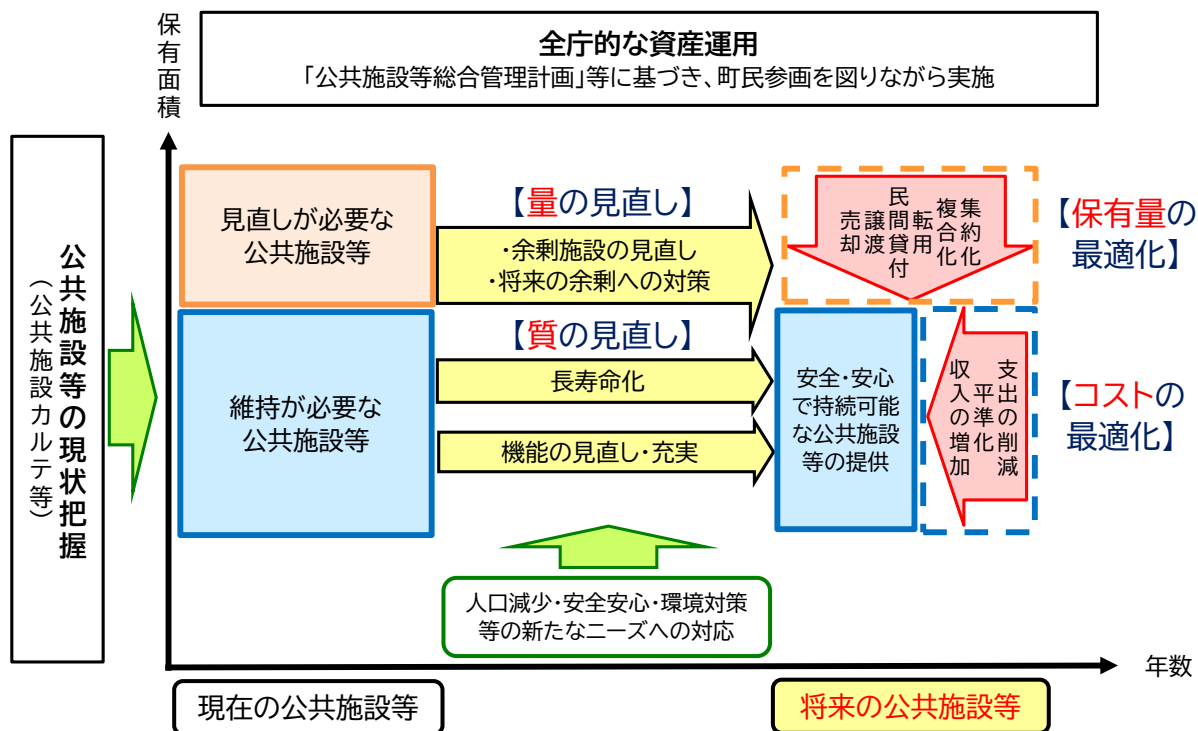 保有面積
全庁的な資産運用
「公共施設等総合管理計画」等に基づき、町民参画を図りながら実施
公共施設等の現状把握
（公共施設カルテ等）
見直しが必要な
公共施設等
【量の見直し】
・余剰施設の見直し
・将来の余剰への対策
集約化
複合化
転用
民間貸付
譲渡
売却
【保有量の
最適化】
維持が必要な
公共施設等
【質の見直し】
長寿命化
機能の見直し・充実
安全・安心
で持続可能
な公共施設
等の提供
支出の削減
平準化
収入の増加
【コストの
最適化】
人口減少・安全安心・環境対策
等の新たなニーズへの対応
年数
現在の公共施設等
将来の公共施設等